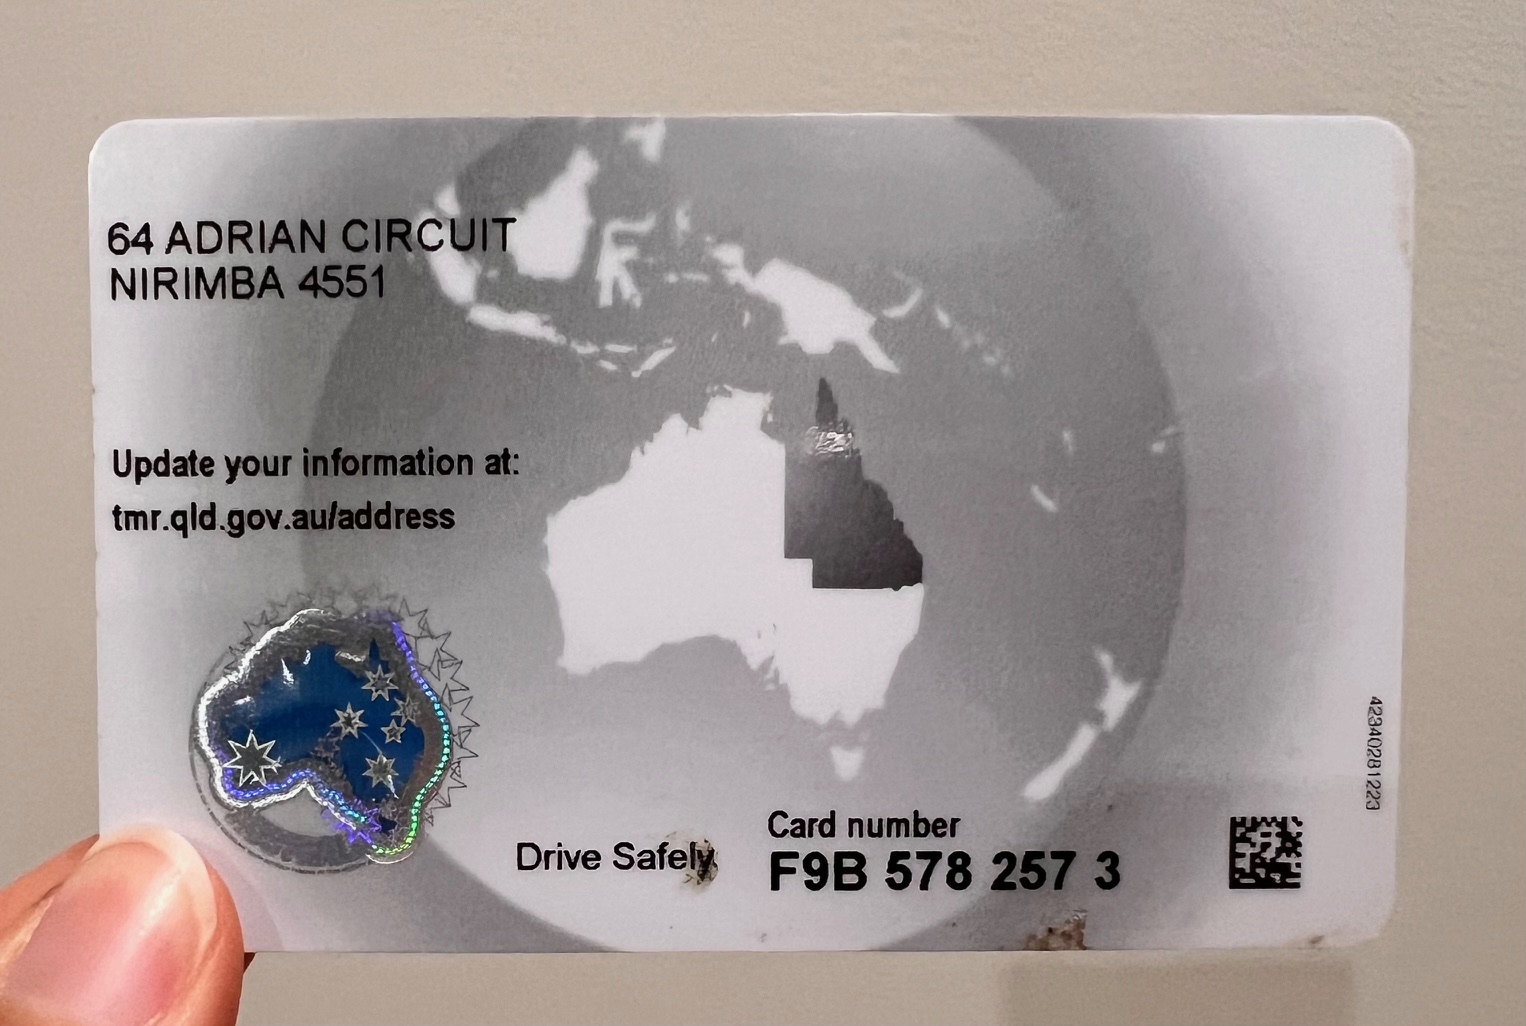 64 ADRIAN CIRCUIT
NIRIMBA 4551
Update your information at:
tmr.qld.gov.au/address
Drive Safely
Card number
F9B 578 257 3
42340281223